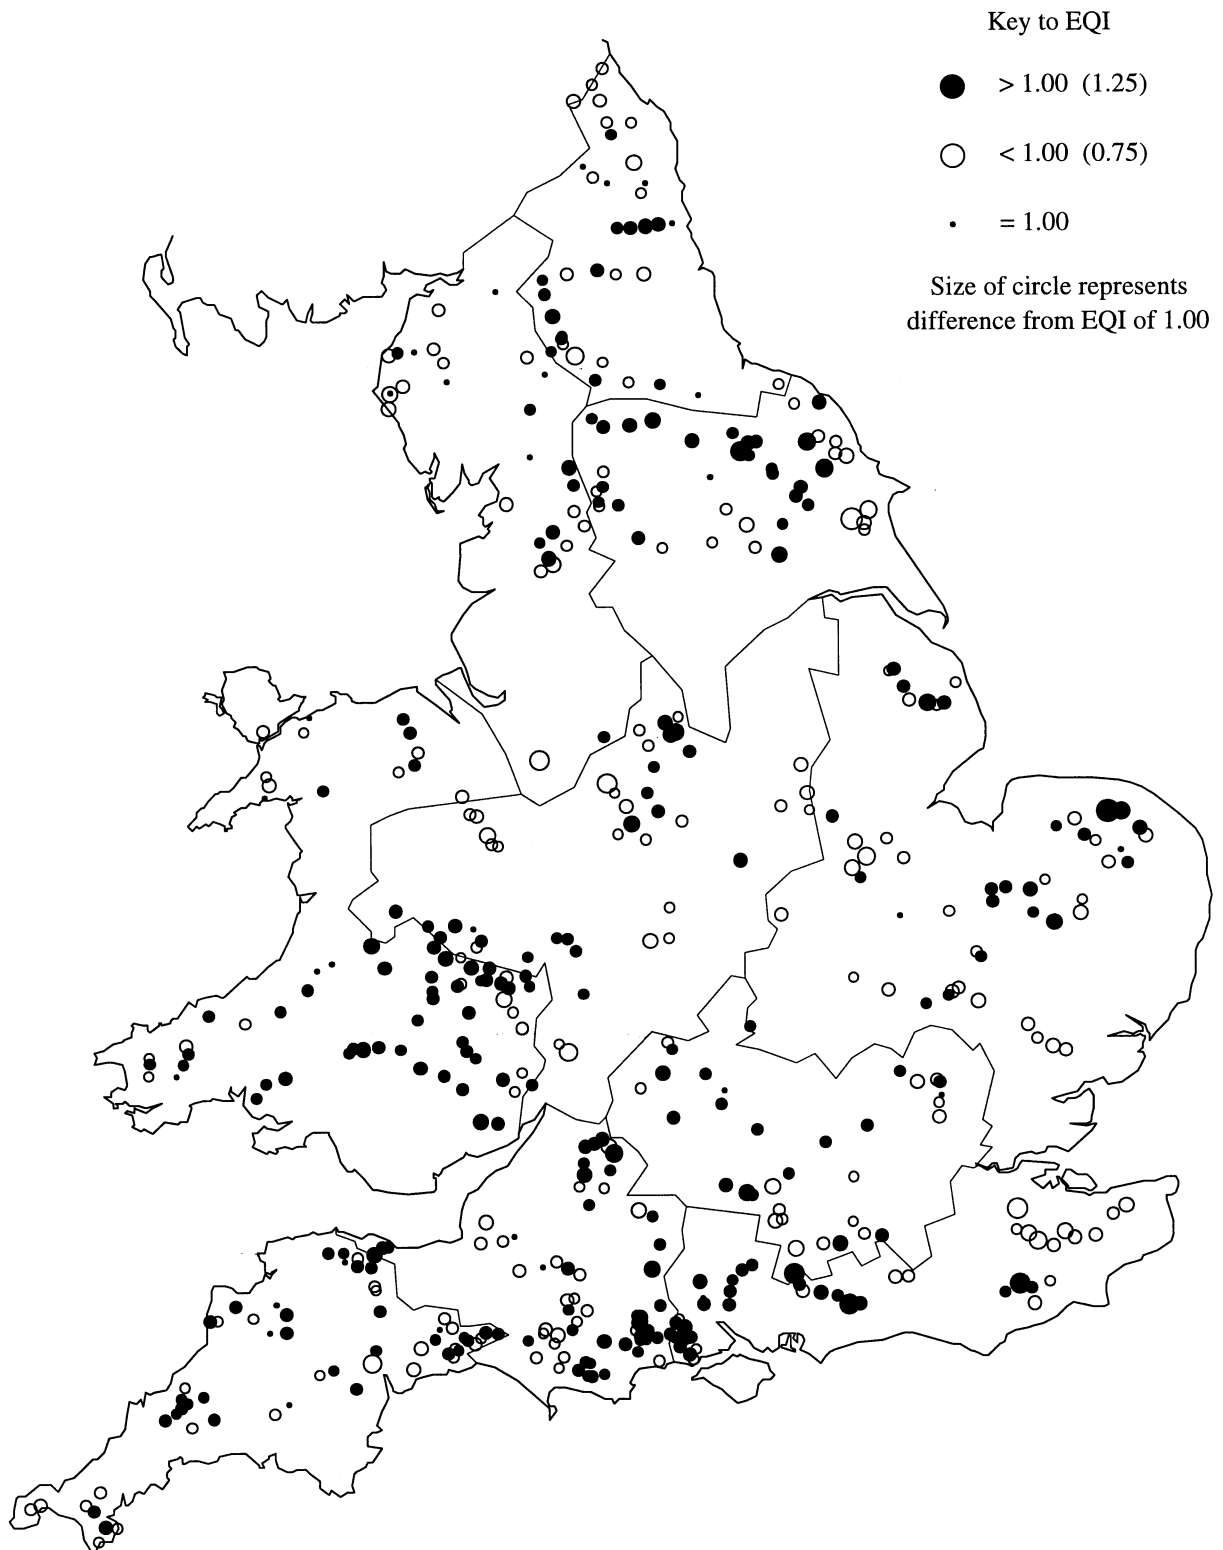 Key to EQI
> 1.00 (1.25)
< 1.00 (0.75)
= 1.00
Size of circle represents
difference from EQI of 1.00